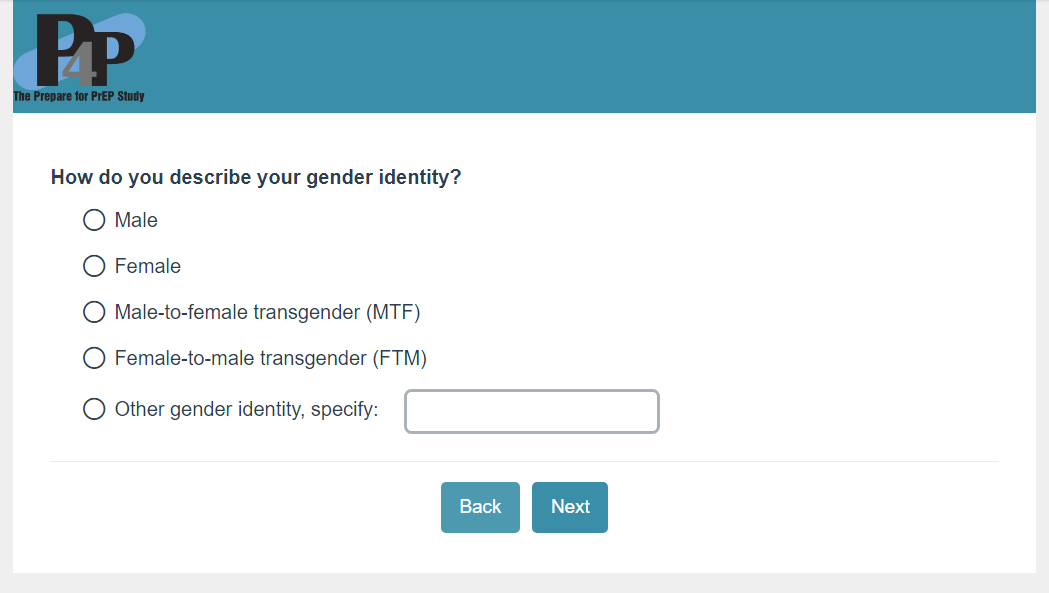 P4P
The Prepare for PrEP Study
How do you describe your gender identity?
Male
Female
Male-to-female transgender (MTF)
Female-to-male transgender (FTM)
Other gender identity, specify:
Back Next